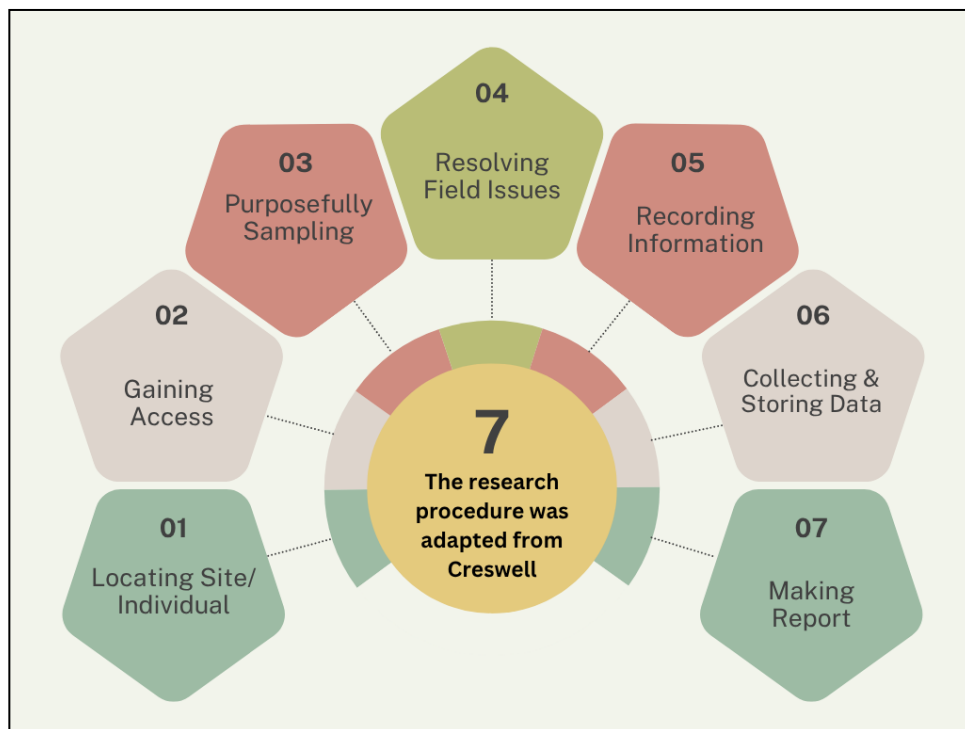 01
Locating Site/
Individual
02
Gaining
Access
03
Purposefully
Sampling
04
Resolving
Field Issues
05
Recording
Information
06
Collecting &
Storing Data
07
Making
Report
7
The research
procedure was
adapted from
Creswell